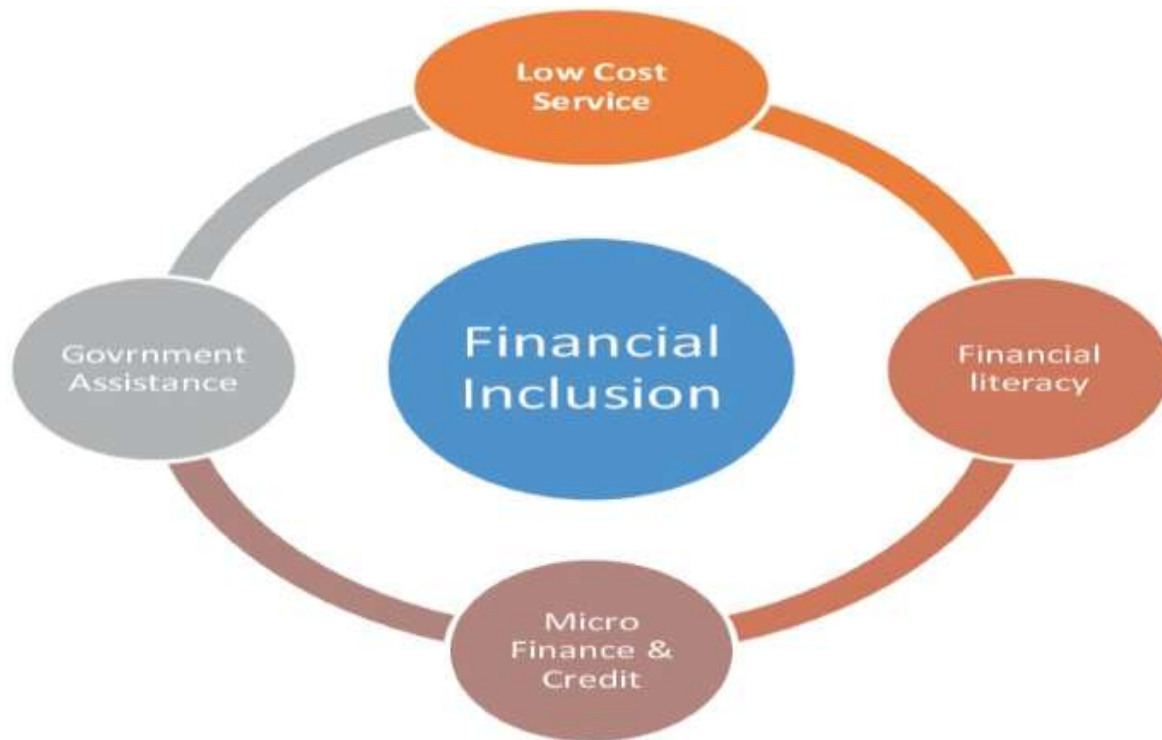 Low Cost
Service
Financial
Inclusion
Govrnment
Assistance
Financial
literacy
Micro
Finance &
Credit